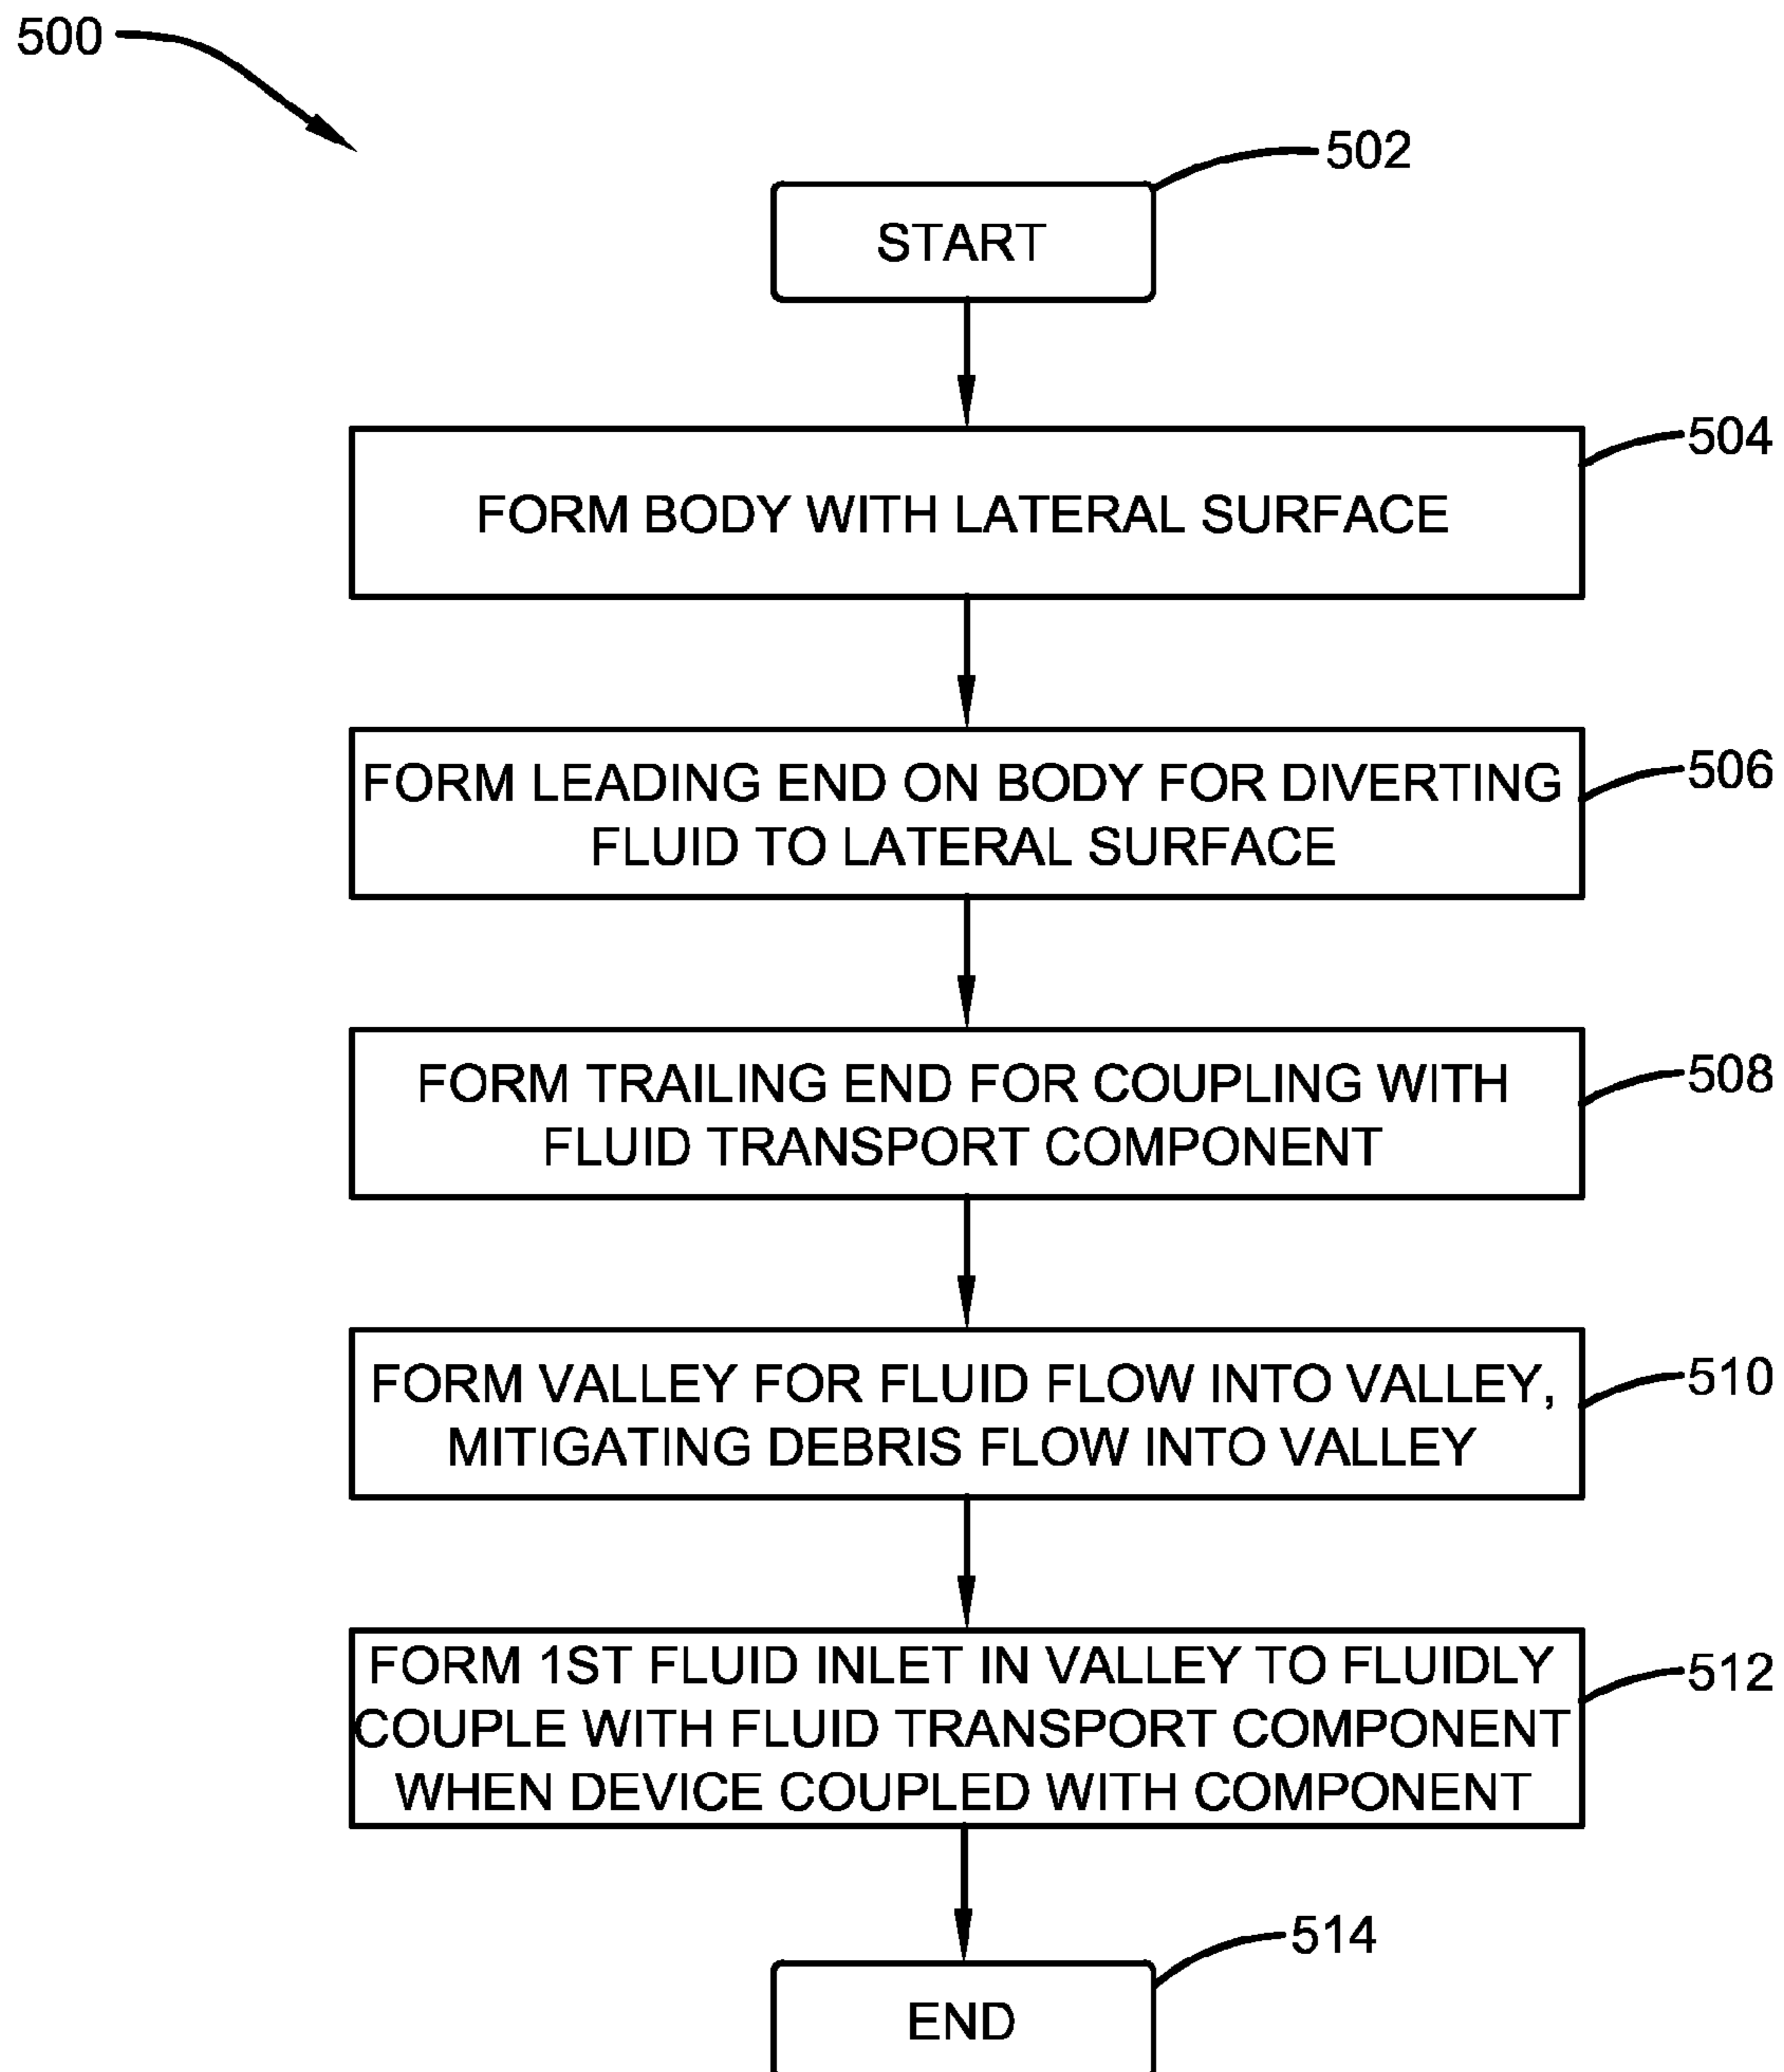 500
502
START
504
FORM BODY WITH LATERAL SURFACE
506
FORM LEADING END ON BODY FOR DIVERTING
FLUID TO LATERAL SURFACE
508
FORM TRAILING END FOR COUPLING WITH
FLUID TRANSPORT COMPONENT
510
FORM VALLEY FOR FLUID FLOW INTO VALLEY,
MITIGATING DEBRIS FLOW INTO VALLEY
512
FORM 1ST FLUID INLET IN VALLEY TO FLUIDLY
COUPLE WITH FLUID TRANSPORT COMPONENT
WHEN DEVICE COUPLED WITH COMPONENT
514
END